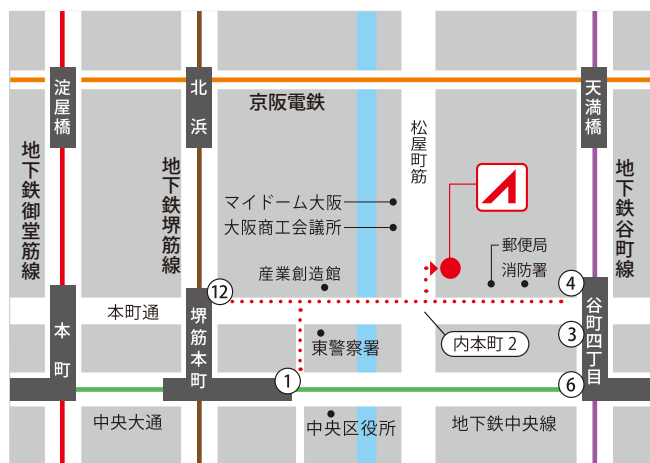 淀屋橋
北浜
天満橋
京阪電鉄
松屋町筋
地下鉄御堂筋線
地下鉄堺筋線
地下鉄谷町線
マイドーム大阪
大阪商工会議所
郵便局
消防署
産業創造館
12
4
本町通
本町
堺筋本町
谷町四丁目
東警察署
内本町2
3
1
6
中央大通
中央区役所
地下鉄中央線